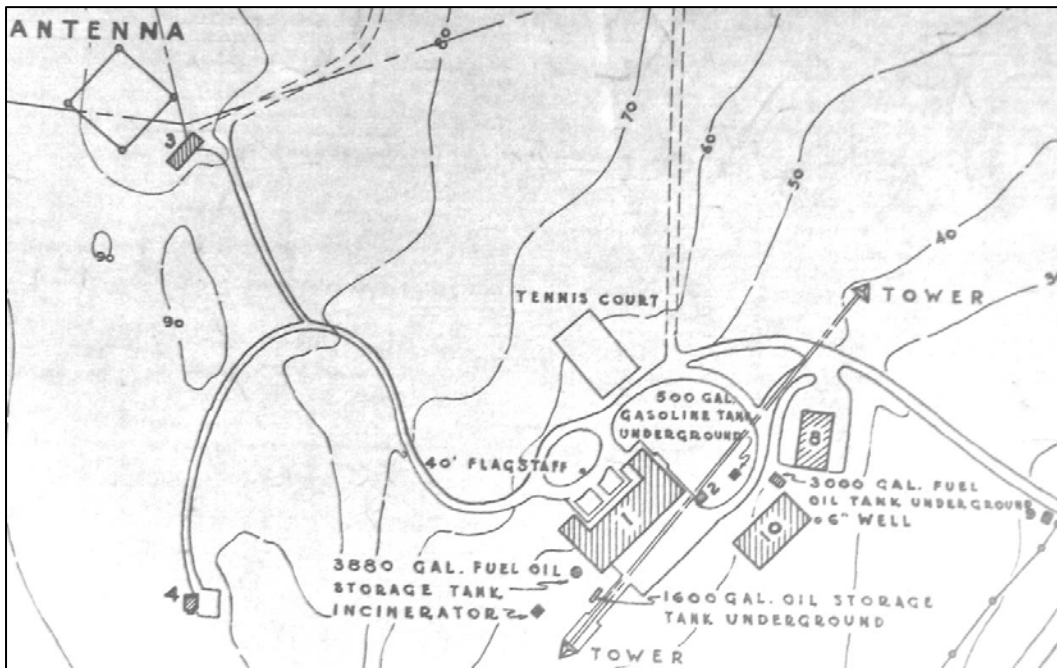 ANTENNA
80
3
70
60
50
40
90
TENNIS COURT
TOWER
90
500 GAL.
GASOLINE TANK
UNDERGROUND
8
40' FLAGSTAFF
2
3000 GAL. FUEL
OIL TANK UNDERGROUND
6" WELL
9
1
10
3880 GAL. FUEL OIL
STORAGE TANK
INCINERATOR
4
1600 GAL. OIL STORAGE
TANK UNDERGROUND
TOWER